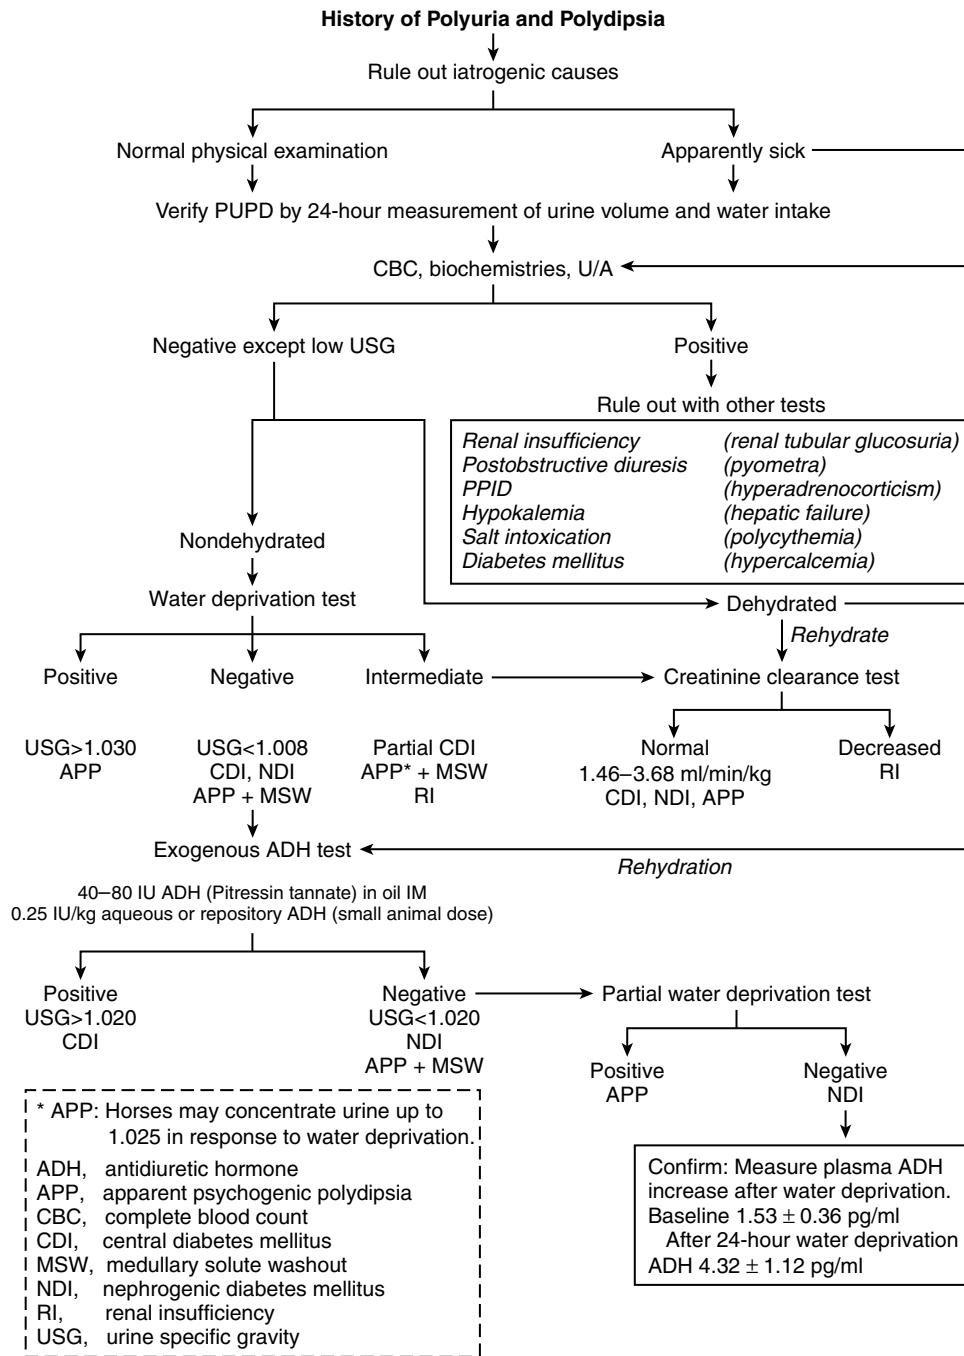 History of Polyuria and Polydipsia
Rule out iatrogenic causes
Normal physical examination
Apparently sick
Verify PUPD by 24-hour measurement of urine volume and water intake
CBC, biochemistries, U/A
Negative except low USG
Positive
Rule out with other tests
Renal insufficiency (renal tubular glucosuria)
Postobstructive diuresis (pyometra)
PPID (hyperadrenocorticism)
Hypokalemia (hepatic failure)
Salt intoxication (polycythemia)
Diabetes mellitus (hypercalcemia)
Nondehydrated
Water deprivation test
Dehydrated
Rehydrate
Positive
Negative
Intermediate
Creatinine clearance test
USG>1.030
APP
USG<1.008
CDI, NDI
APP + MSW
Partial CDI
APP* + MSW
RI
Normal
1.46–3.68 ml/min/kg
CDI, NDI, APP
Decreased
RI
Exogenous ADH test
Rehydration
40–80 IU ADH (Pitressin tannate) in oil IM
0.25 IU/kg aqueous or repository ADH (small animal dose)
Positive
USG>1.020
CDI
Negative
USG<1.020
NDI
APP + MSW
Partial water deprivation test
Positive
APP
Negative
NDI
Confirm: Measure plasma ADH
increase after water deprivation.
Baseline 1.53 ± 0.36 pg/ml
After 24-hour water deprivation
ADH 4.32 ± 1.12 pg/ml
* APP: Horses may concentrate urine up to
1.025 in response to water deprivation.
ADH, antidiuretic hormone
APP, apparent psychogenic polydipsia
CBC, complete blood count
CDI, central diabetes mellitus
MSW, medullary solute washout
NDI, nephrogenic diabetes mellitus
RI, renal insufficiency
USG, urine specific gravity